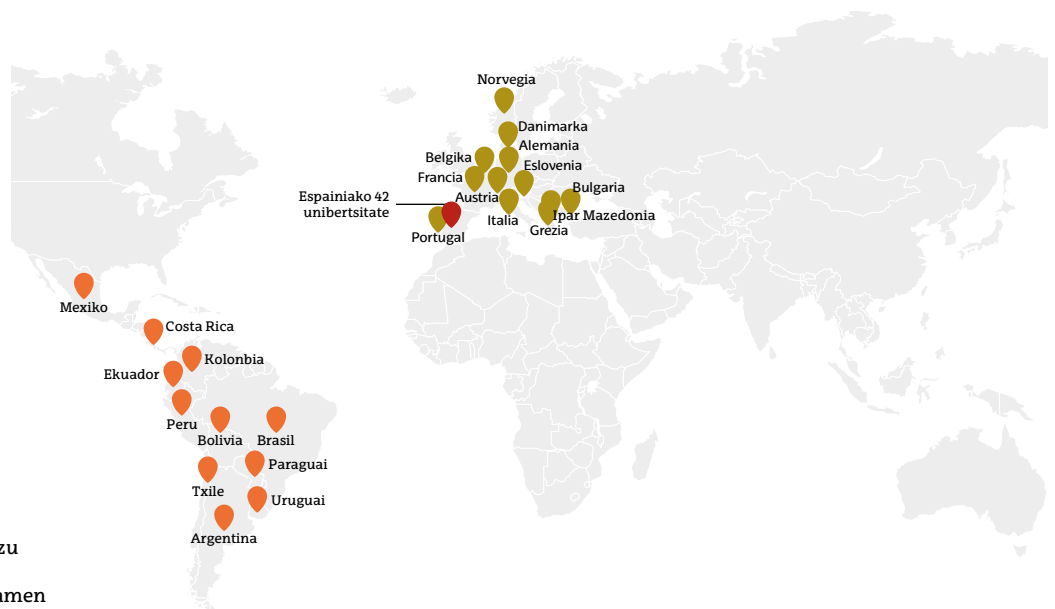 Norvegia
Danimarka
Alemania
Belgika
Eslovenia
Francia
Bulgaria
Austria
Espainiako 42
unibertsitate
Ipar Mazedonia
Italia
Grezia
Portugal
Mexiko
Costa Rica
Kolonbia
Ekuador
Peru
Bolivia
Brasil
Paraguai
Txile
Uruguai
Argentina
zu